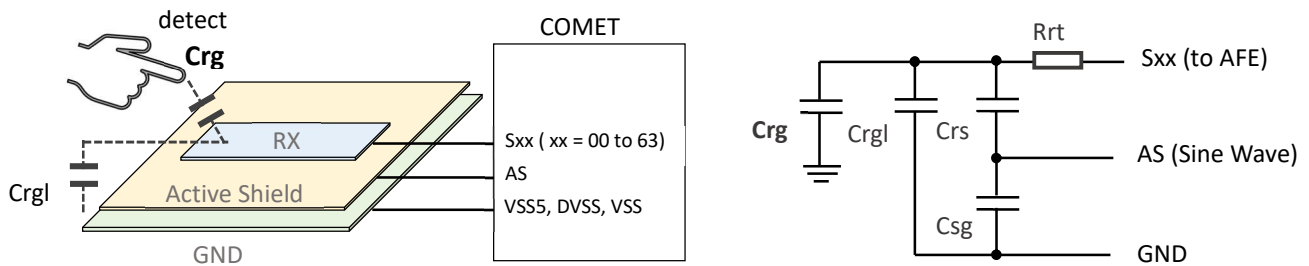 detect
Crg
COMET
RX
Sxx ( xx = 00 to 63)
AS
Crgl
Active Shield
VSS5, DVSS, VSS
GND
Rrt
Sxx (to AFE)
Crg
Crgl
Crs
AS (Sine Wave)
Csg
GND